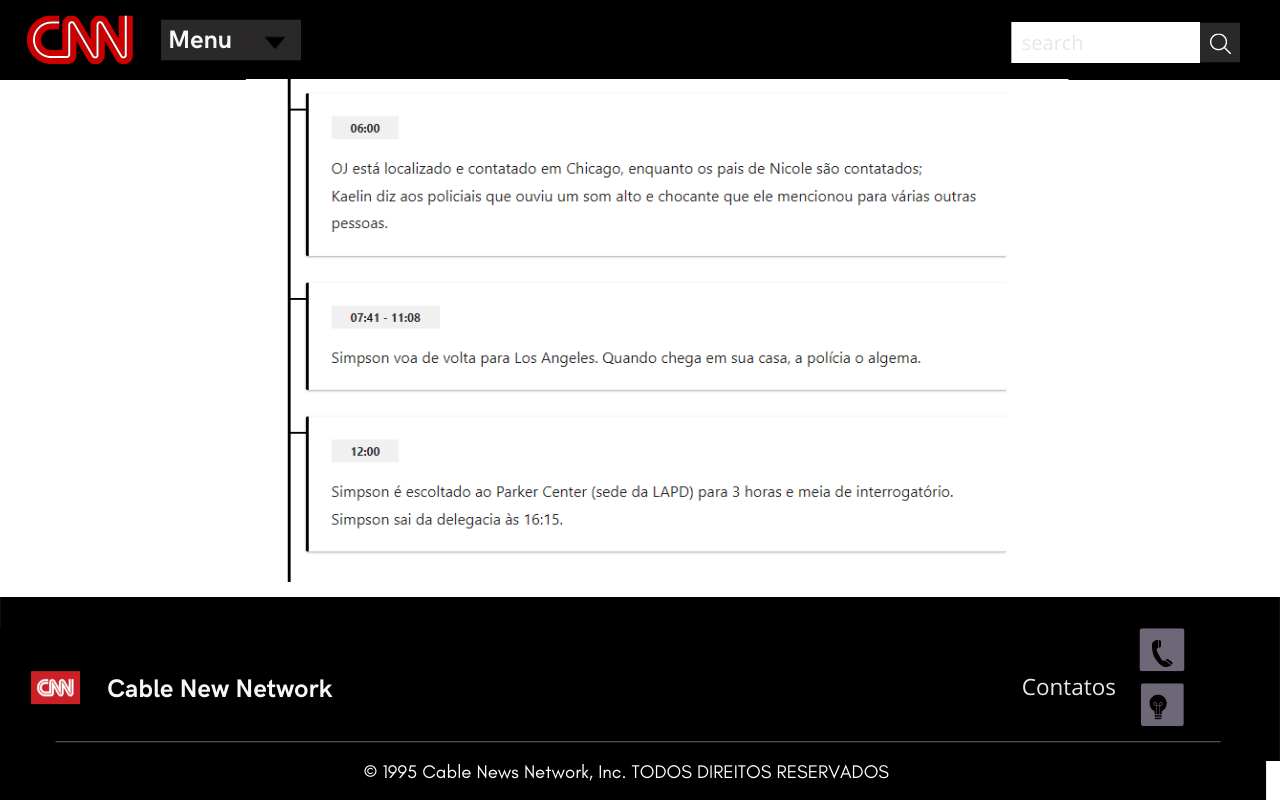 CNN
Menu
search
06:00
OJ está localizado e contatado em Chicago, enquanto os pais de Nicole são contatados;
Kaelin diz aos policiais que ouviu um som alto e chocante que ele mencionou para várias outras
pessoas.
07:41 - 11:08
Simpson voa de volta para Los Angeles. Quando chega em sua casa, a polícia o algema.
12:00
Simpson é escoltado ao Parker Center (sede da LAPD) para 3 horas e meia de interrogatório.
Simpson sai da delegacia às 16:15.
CNN
Cable New Network
Contatos
© 1995 Cable News Network, Inc. TODOS DIREITOS RESERVADOS